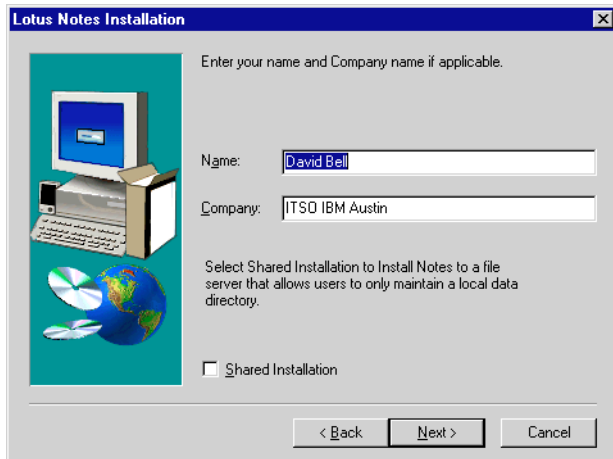 Lotus Notes Installation
Enter your name and Company name if applicable.
Name: David Bell
Company: ITSO IBM Austin
Select Shared Installation to Install Notes to a file
server that allows users to only maintain a local data
directory.
Shared Installation
< Back Next > Cancel